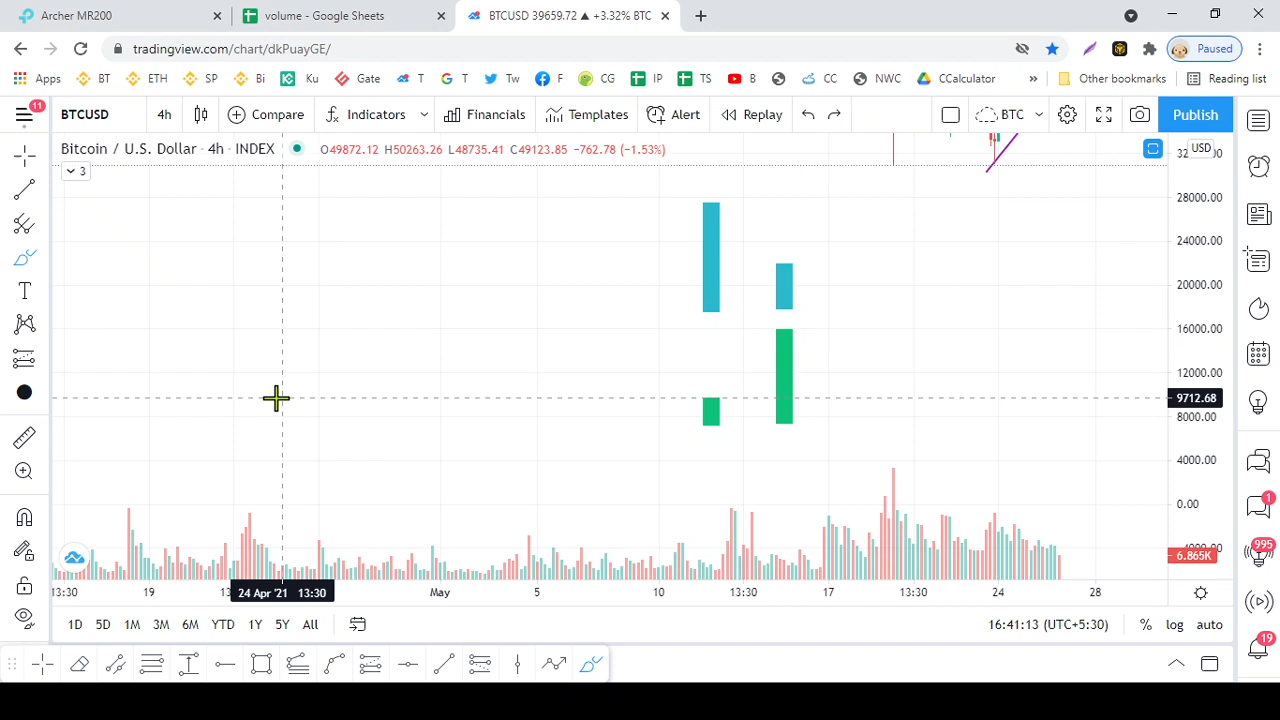 Archer MR200
volume - Google Sheets
BTCUSD 39659.72 ▲ +3.32% BTC
tradingview.com/chart/dkPuayGE/
Paused
Apps
BT
ETH
SP
Bi
Ku
Gate
T
T
Tw
F
CG
IP
TS
B
CC
NWC
CCalculator
»
Other bookmarks
Reading list
11
BTCUSD
4h
Compare
Indicators
Financials
Templates
Alert
Replay
BTC
Publish
Bitcoin / U.S. Dollar · 4h · INDEX
O49872.12 H50263.26 L48735.41 C49123.85 -762.78 (-1.53%)
USD
3
28000.00
24000.00
20000.00
16000.00
12000.00
9712.68
8000.00
4000.00
0.00
6.865K
13:30
19
24 Apr '21 13:30
May
5
10
13:30
17
13:30
24
28
1D
5D
1M
3M
6M
YTD
1Y
5Y
All
16:41:13 (UTC+5:30)
%
log
auto
1
995
19